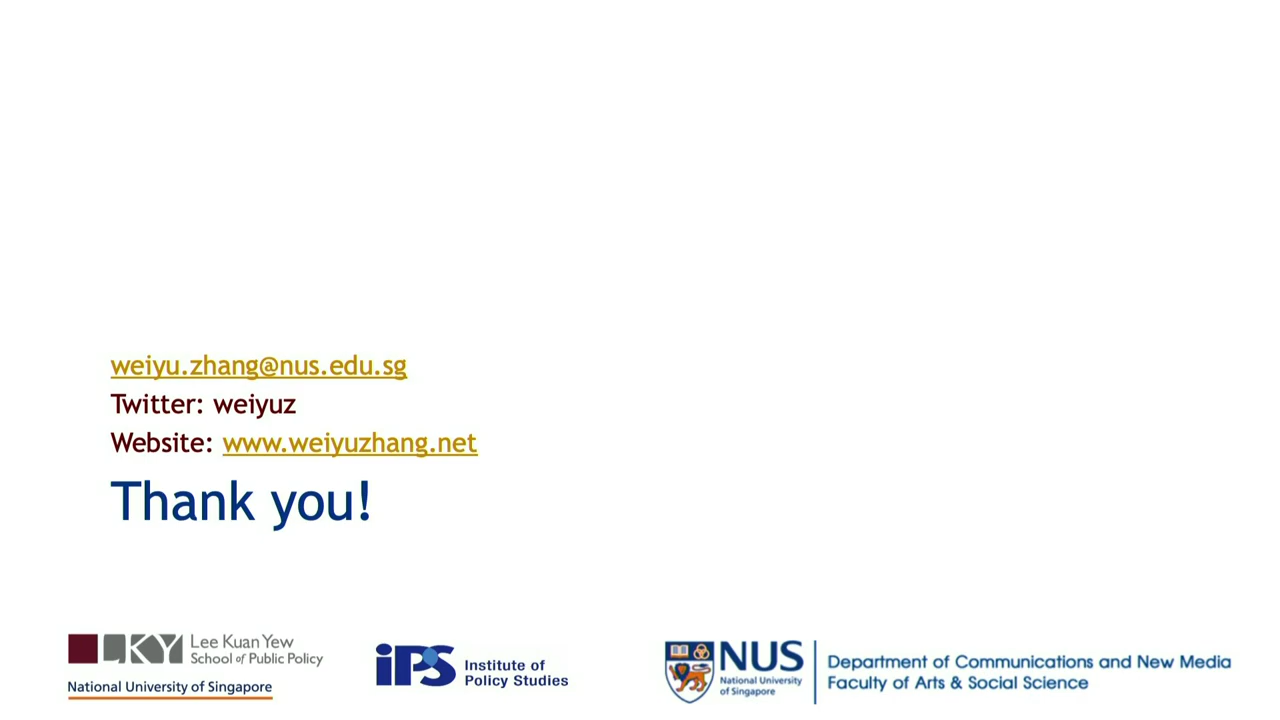 weiyu.zhang@nus.edu.sg
Twitter: weiyuz
Website: www.weiyuzhang.net
Thank you!
LKY Lee Kuan Yew
School of Public Policy
National University of Singapore
iPS Institute of
Policy Studies
NUS
National University
of Singapore
Department of Communications and New Media
Faculty of Arts & Social Science